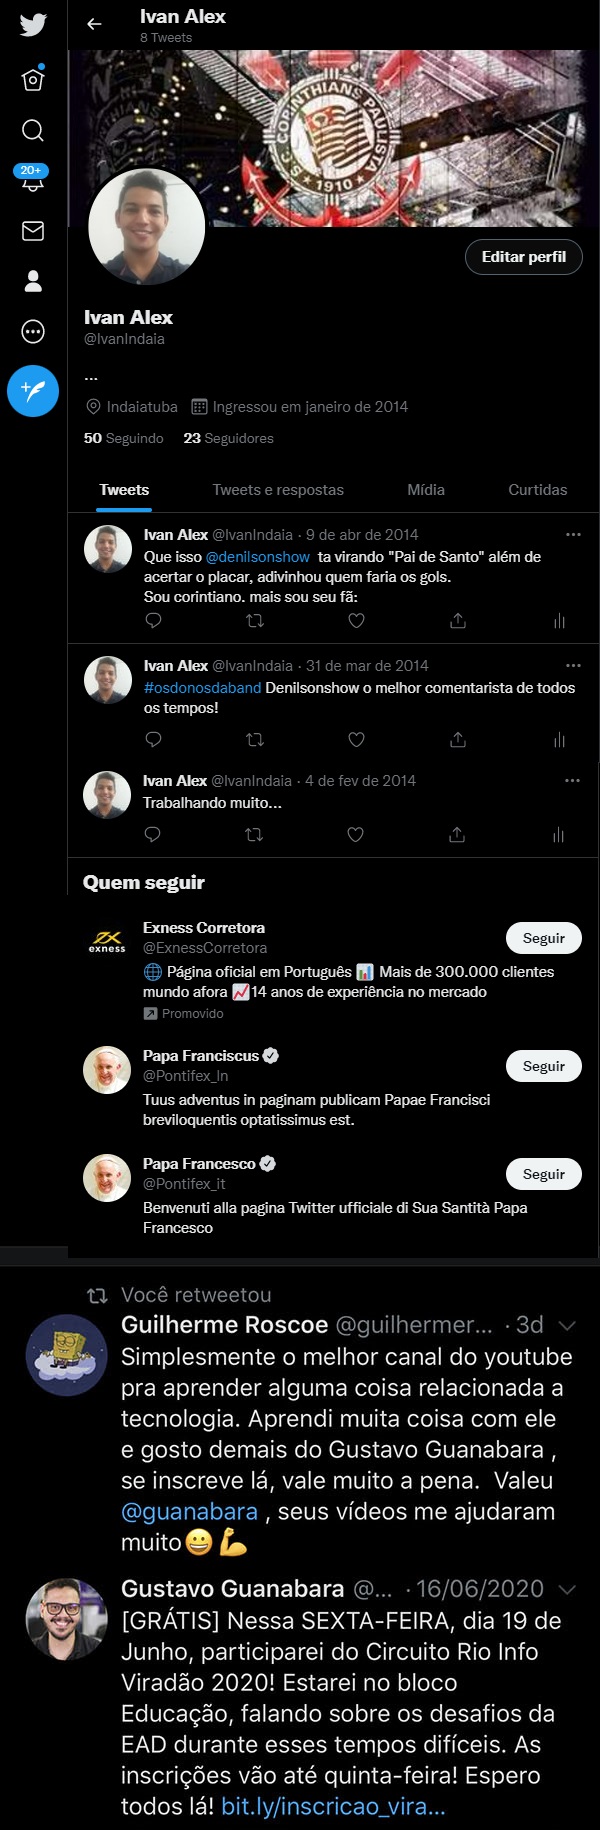 Ivan Alex
8 Tweets
CORINTHIANS PAULISTA
S.C. ★ 1910 ★
20+
Editar perfil
Ivan Alex
@IvanIndaia
...
Indaiatuba Ingressou em janeiro de 2014
50 Seguindo 23 Seguidores
Tweets Tweets e respostas Mídia Curtidas
Ivan Alex @IvanIndaia · 9 de abr de 2014
Que isso @denilsonshow ta virando "Pai de Santo" além de
acertar o placar, adivinhou quem faria os gols.
Sou corintiano. mais sou seu fã:
Ivan Alex @IvanIndaia · 31 de mar de 2014
#osdonosdaband Denilsonshow o melhor comentarista de todos
os tempos!
Ivan Alex @IvanIndaia · 4 de fev de 2014
Trabalhando muito...
Quem seguir
exness
Exness Corretora
@ExnessCorretora
Seguir
🌐 Página oficial em Português 📊 Mais de 300.000 clientes
mundo afora 📈14 anos de experiência no mercado
Promovido
Papa Franciscus
@Pontifex_ln
Seguir
Tuus adventus in paginam publicam Papae Francisci
breviloquentis optatissimus est.
Papa Francesco
@Pontifex_it
Seguir
Benvenuti alla pagina Twitter ufficiale di Sua Santità Papa
Francesco
Você retweetou
Guilherme Roscoe @guilhermer... · 3d
Simplesmente o melhor canal do youtube
pra aprender alguma coisa relacionada a
tecnologia. Aprendi muita coisa com ele
e gosto demais do Gustavo Guanabara ,
se inscreve lá, vale muito a pena. Valeu
@guanabara , seus vídeos me ajudaram
muito😀💪
Gustavo Guanabara @... · 16/06/2020
[GRÁTIS] Nessa SEXTA-FEIRA, dia 19 de
Junho, participarei do Circuito Rio Info
Viradão 2020! Estarei no bloco
Educação, falando sobre os desafios da
EAD durante esses tempos difíceis. As
inscrições vão até quinta-feira! Espero
todos lá! bit.ly/inscricao_vira...